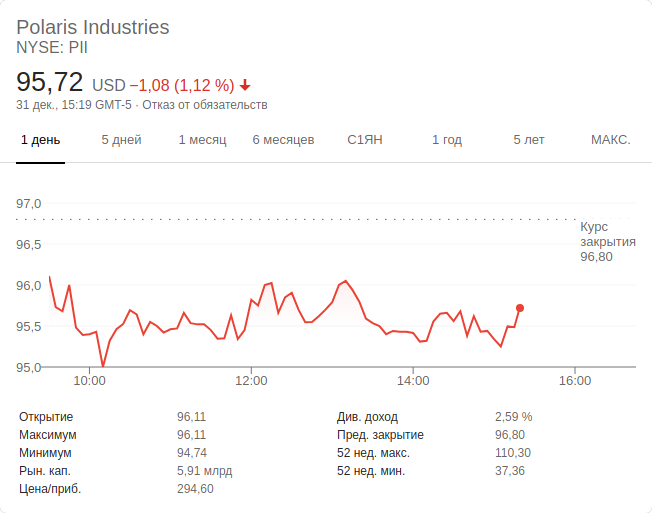 Polaris Industries
NYSE: PII
95,72 USD −1,08 (1,12 %)
31 дек., 15:19 GMT-5 · Отказ от обязательств
1 день 5 дней 1 месяц 6 месяцев С1ЯН 1 год 5 лет МАКС.
97,0
Курс
закрытия
96,80
96,5
96,0
95,5
95,0
10:00 12:00 14:00 16:00
Открытие 96,11 Див. доход 2,59 %
Максимум 96,11 Пред. закрытие 96,80
Минимум 94,74 52 нед. макс. 110,30
Рын. кап. 5,91 млрд 52 нед. мин. 37,36
Цена/приб. 294,60